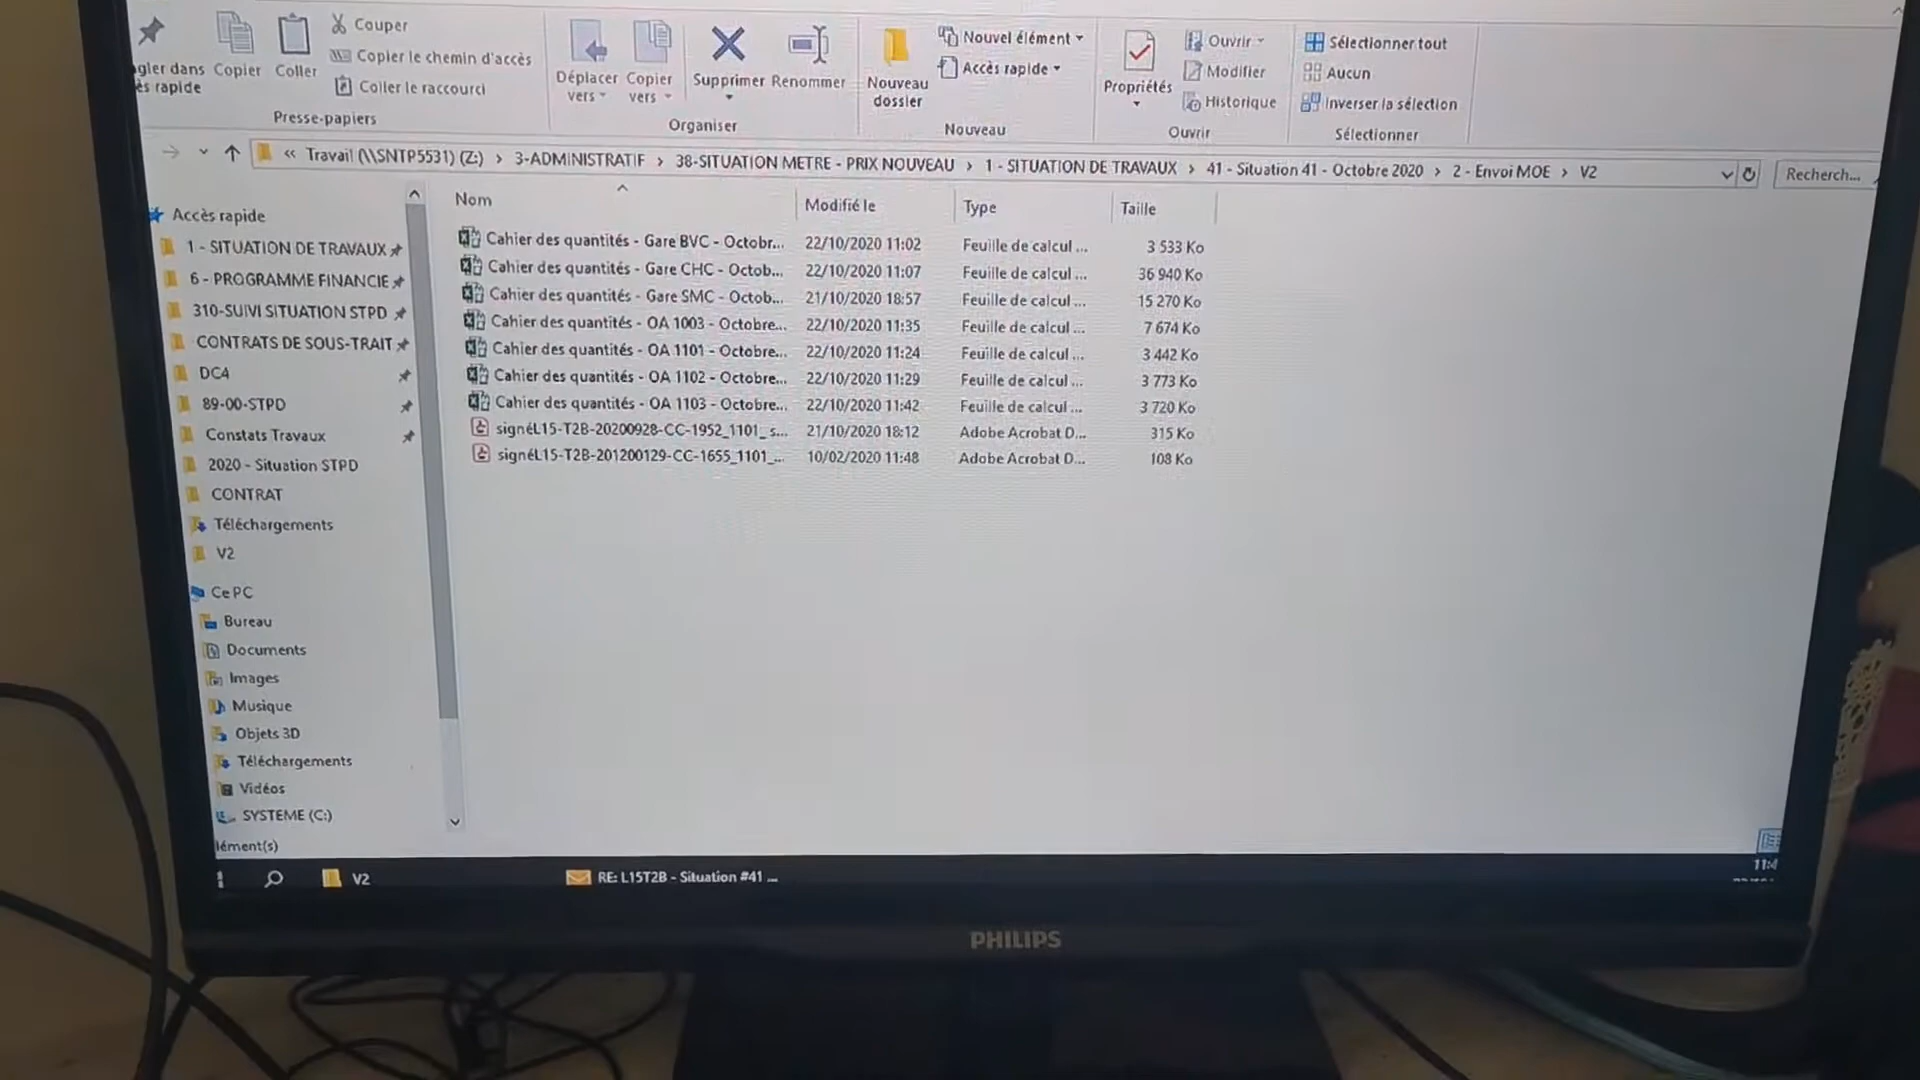 Couper
Copier le chemin d'accès
Coller le raccourci
Copier
Coller
Presse-papiers
Déplacer vers
Copier vers
Supprimer
Renommer
Organiser
Nouveau dossier
Nouvel élément
Accès rapide
Nouveau
Propriétés
Ouvrir
Modifier
Historique
Ouvrir
Sélectionner tout
Aucun
Inverser la sélection
Sélectionner
« Travail (\\SNTP5531) (Z:) › 3-ADMINISTRATIF › 38-SITUATION METRE - PRIX NOUVEAU › 1 - SITUATION DE TRAVAUX › 41 - Situation 41 - Octobre 2020 › 2 - Envoi MOE › V2
Recherch...
Accès rapide
1 - SITUATION DE TRAVAUX
6 - PROGRAMME FINANCIE
310-SUIVI SITUATION STPD
CONTRATS DE SOUS-TRAIT
DC4
89-00-STPD
Constats Travaux
2020 - Situation STPD
CONTRAT
Téléchargements
V2
Ce PC
Bureau
Documents
Images
Musique
Objets 3D
Téléchargements
Vidéos
SYSTEME (C:)
Nom Modifié le Type Taille
Cahier des quantités - Gare BVC - Octobr... 22/10/2020 11:02 Feuille de calcul ... 3 533 Ko
Cahier des quantités - Gare CHC - Octob... 22/10/2020 11:07 Feuille de calcul ... 36 940 Ko
Cahier des quantités - Gare SMC - Octob... 21/10/2020 18:57 Feuille de calcul ... 15 270 Ko
Cahier des quantités - OA 1003 - Octobre... 22/10/2020 11:35 Feuille de calcul ... 7 674 Ko
Cahier des quantités - OA 1101 - Octobre... 22/10/2020 11:24 Feuille de calcul ... 3 442 Ko
Cahier des quantités - OA 1102 - Octobre... 22/10/2020 11:29 Feuille de calcul ... 3 773 Ko
Cahier des quantités - OA 1103 - Octobre... 22/10/2020 11:42 Feuille de calcul ... 3 720 Ko
signéL15-T2B-20200928-CC-1952_1101_ s... 21/10/2020 18:12 Adobe Acrobat D... 315 Ko
signéL15-T2B-201200129-CC-1655_1101_... 10/02/2020 11:48 Adobe Acrobat D... 108 Ko
lément(s)
V2
RE: L15T2B - Situation #41 ...
11:4
PHILIPS